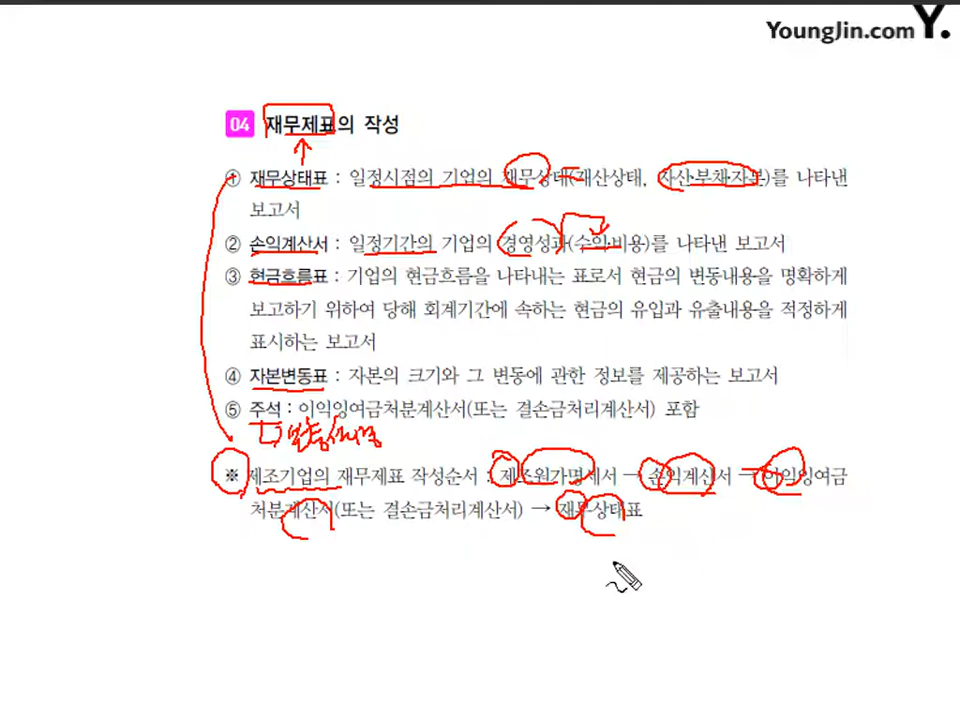 YoungJin.com Y.
04 재무제표의 작성
① 재무상태표 : 일정시점의 기업의 재무상태(재산상태, 자산·부채·자본)를 나타낸
보고서
② 손익계산서 : 일정기간의 기업의 경영성과(수익·비용)를 나타낸 보고서
③ 현금흐름표 : 기업의 현금흐름을 나타내는 표로서 현금의 변동내용을 명확하게
보고하기 위하여 당해 회계기간에 속하는 현금의 유입과 유출내용을 적정하게
표시하는 보고서
④ 자본변동표 : 자본의 크기와 그 변동에 관한 정보를 제공하는 보고서
⑤ 주석 : 이익잉여금처분계산서(또는 결손금처리계산서) 포함
※ 제조기업의 재무제표 작성순서 : 제조원가명세서 → 손익계산서 → 이익잉여금
처분계산서(또는 결손금처리계산서) → 재무상태표